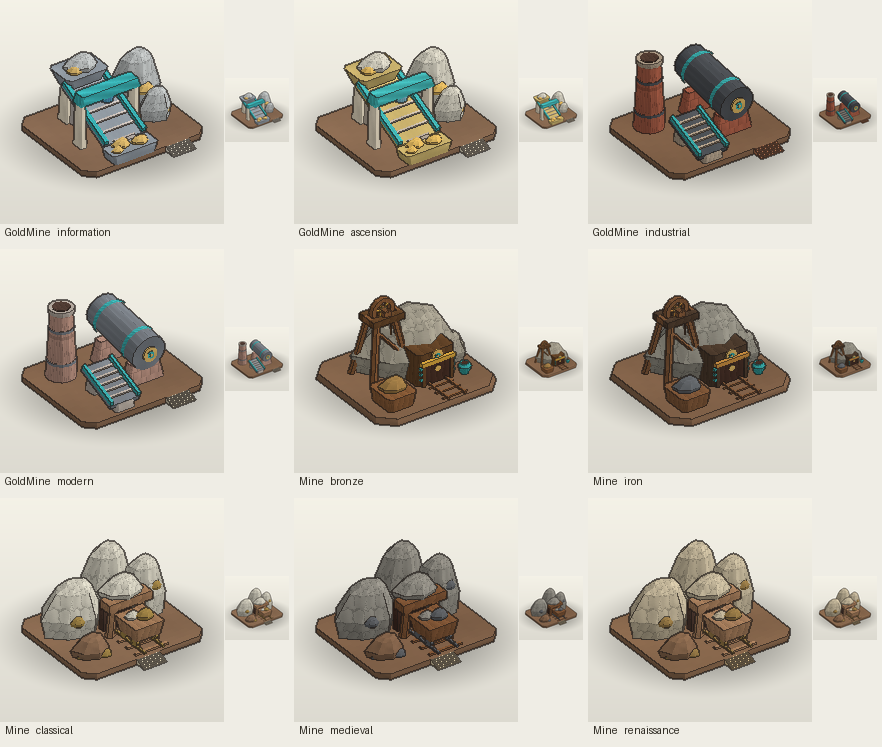 GoldMine information
GoldMine ascension
GoldMine industrial
GoldMine modern
Mine bronze
Mine iron
Mine classical
Mine medieval
Mine renaissance